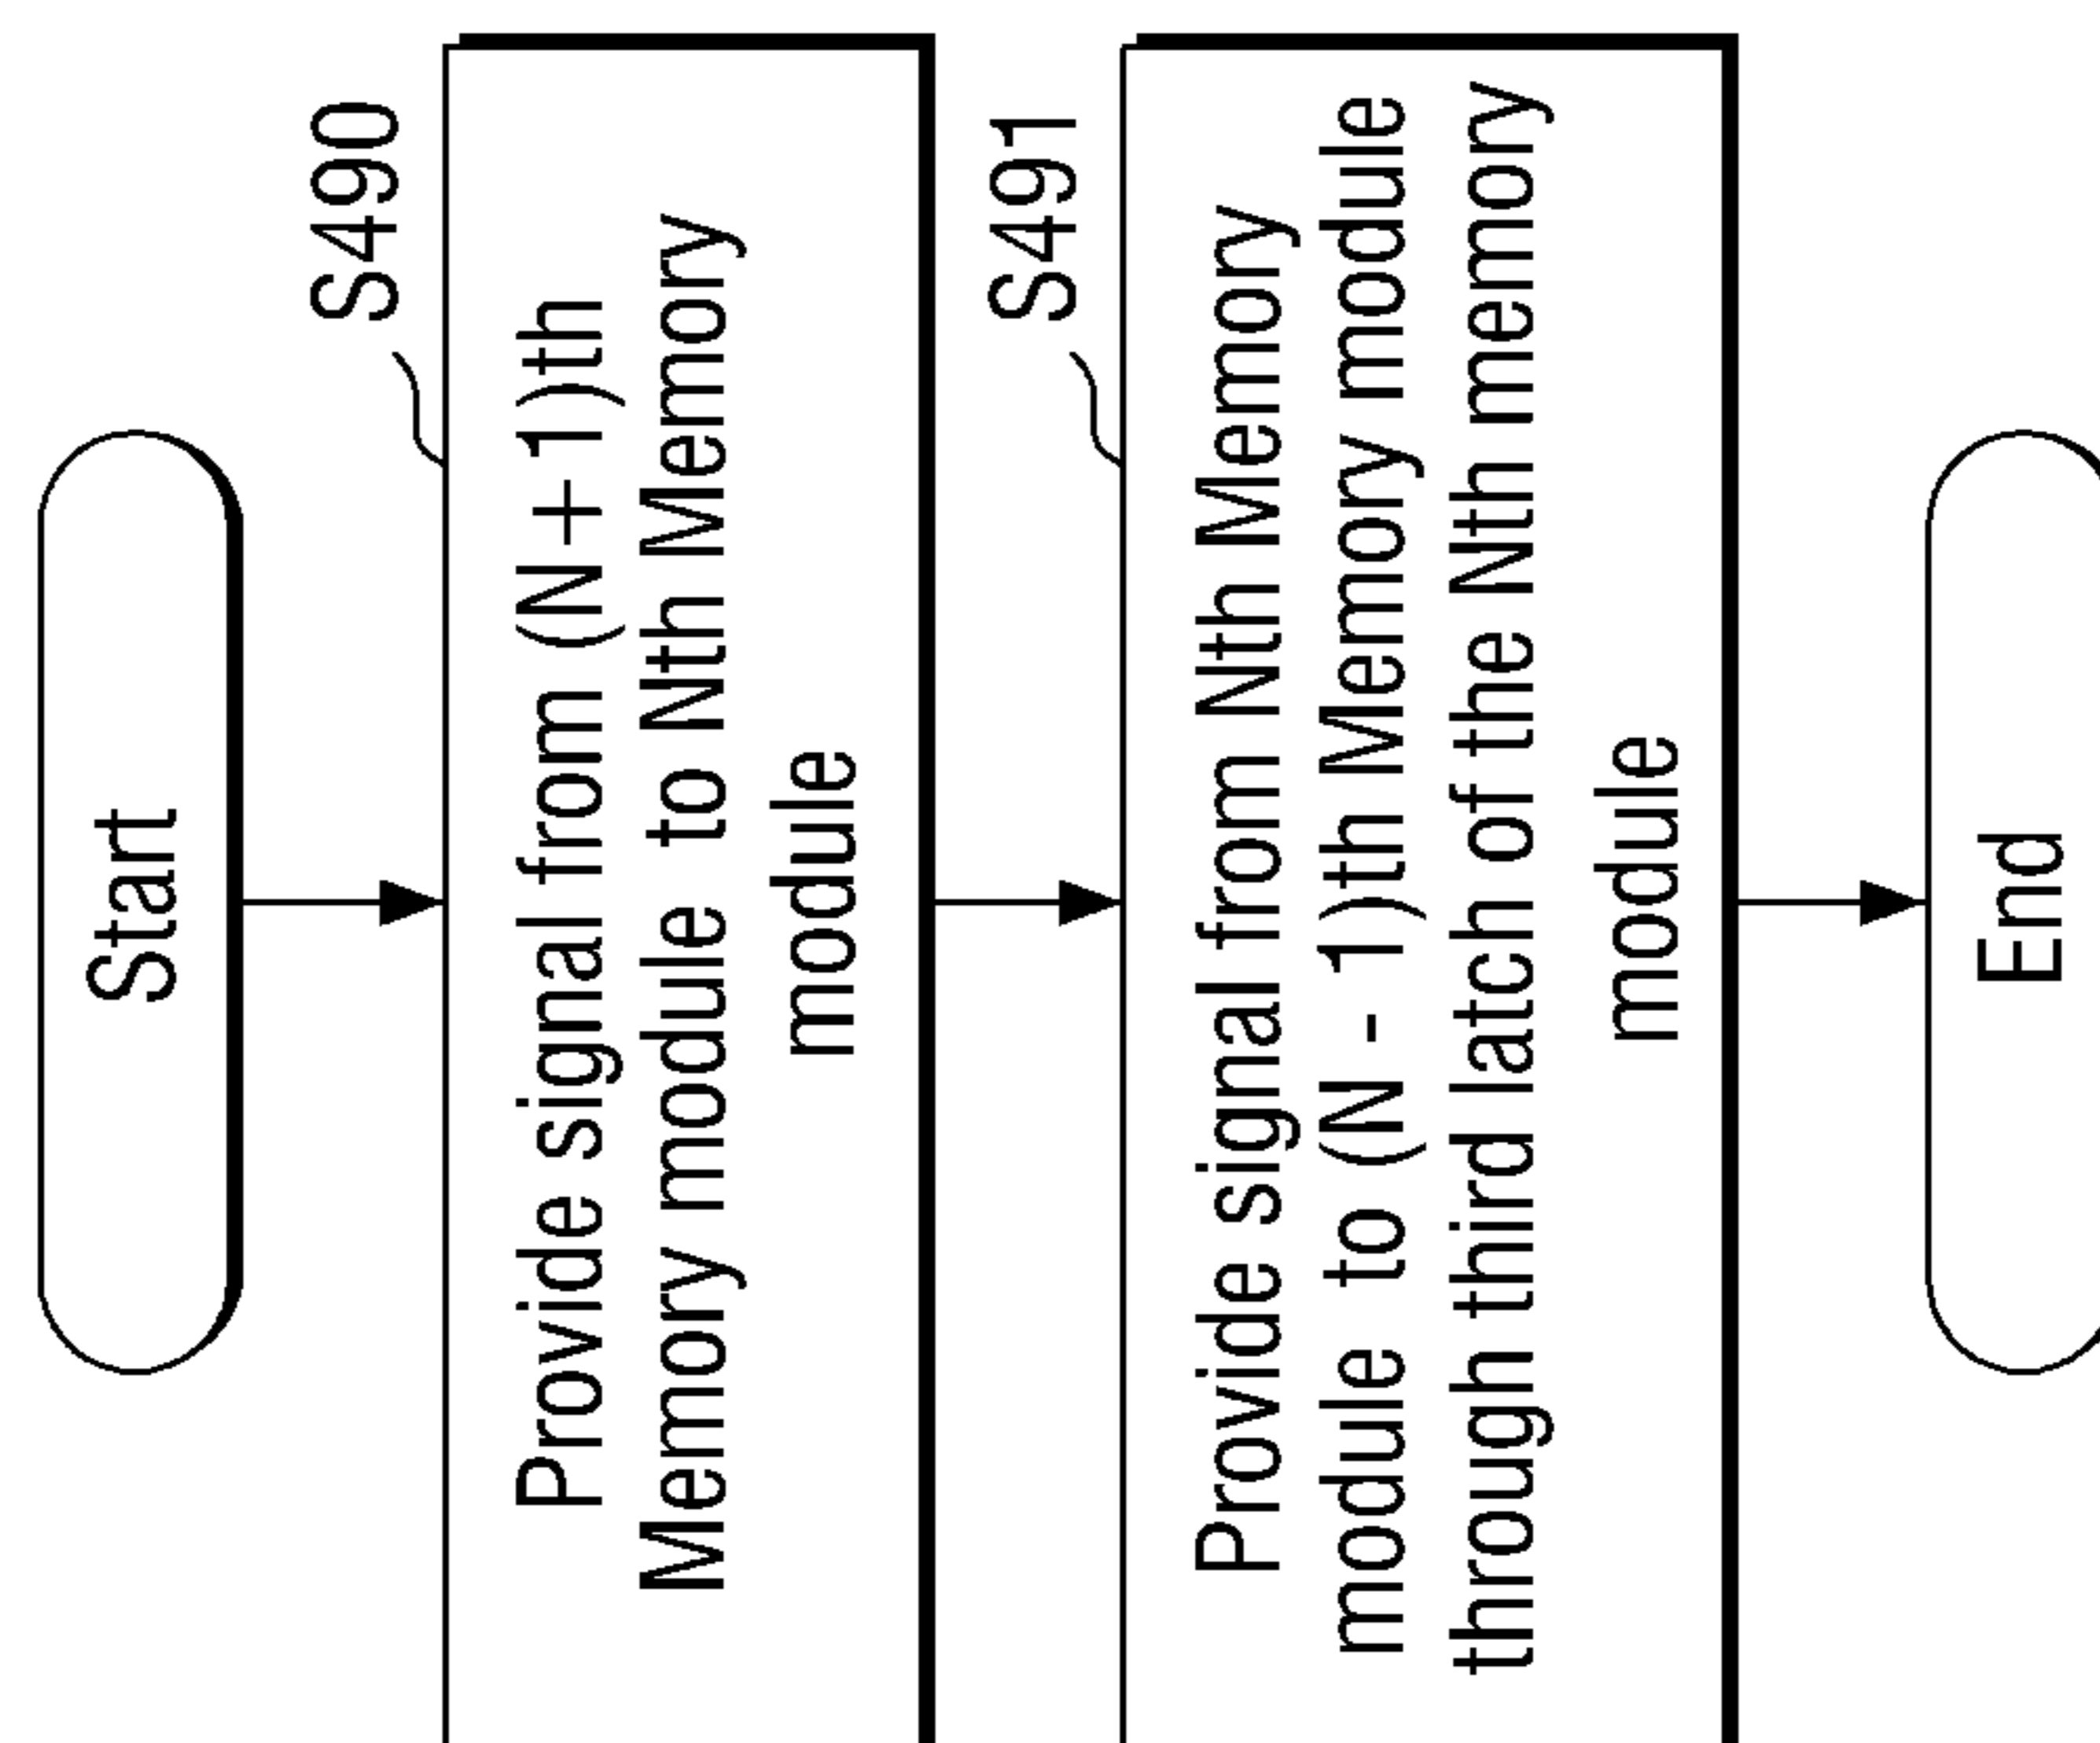 Start
S490
Provide signal from (N + 1)th
Memory module to Nth Memory
module
S491
Provide signal from Nth Memory
module to (N - 1)th Memory module
through third latch of the Nth memory
module
End